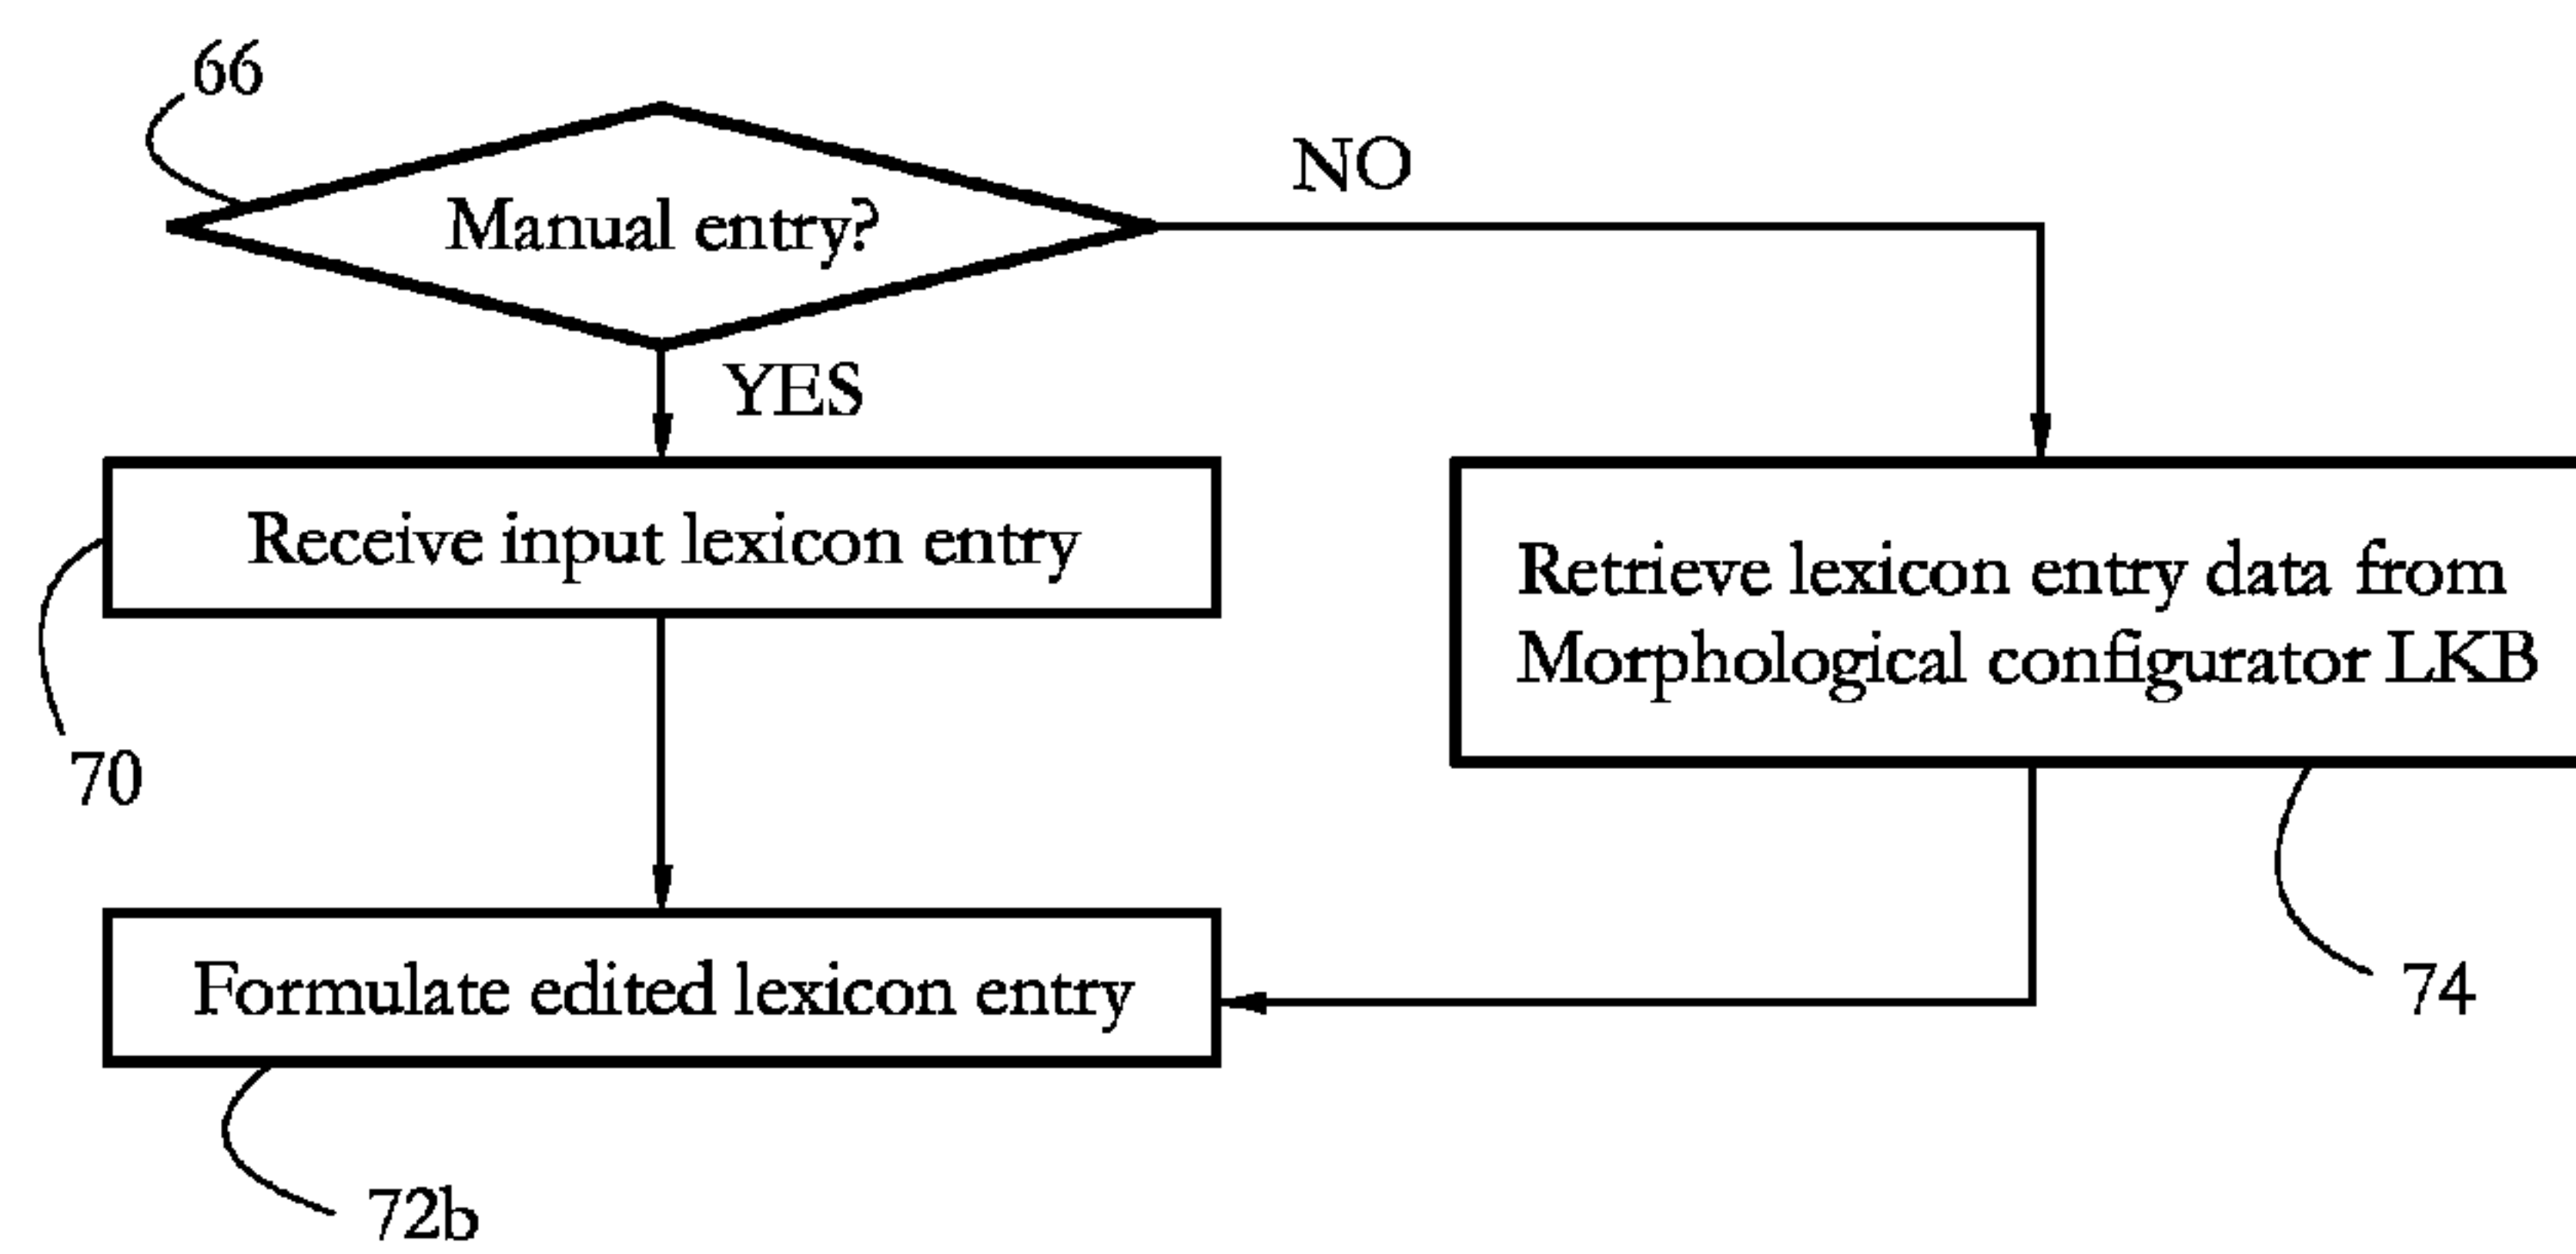 66
NO
Manual entry?
YES
Receive input lexicon entry
Retrieve lexicon entry data from
Morphological configurator LKB
70
Formulate edited lexicon entry
74
72b